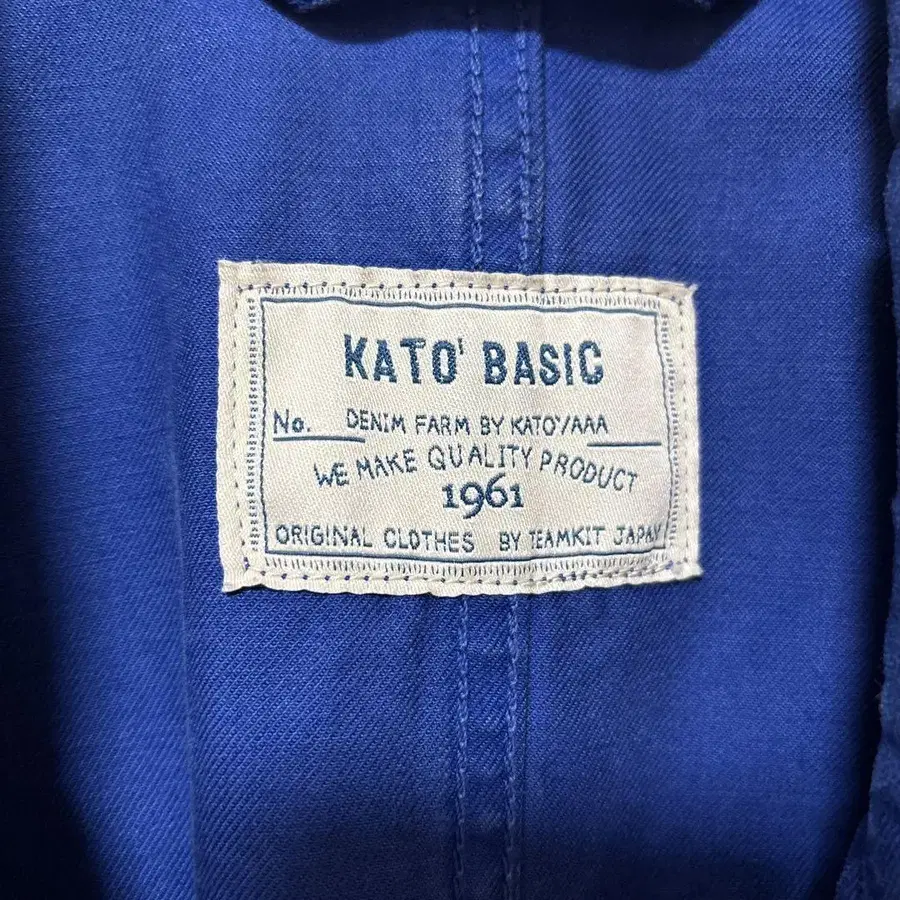 KATO' BASIC
No. DENIM FARM BY KATO'/AAA
WE MAKE QUALITY PRODUCT
1961
ORIGINAL CLOTHES BY TEAMKIT JAPAN